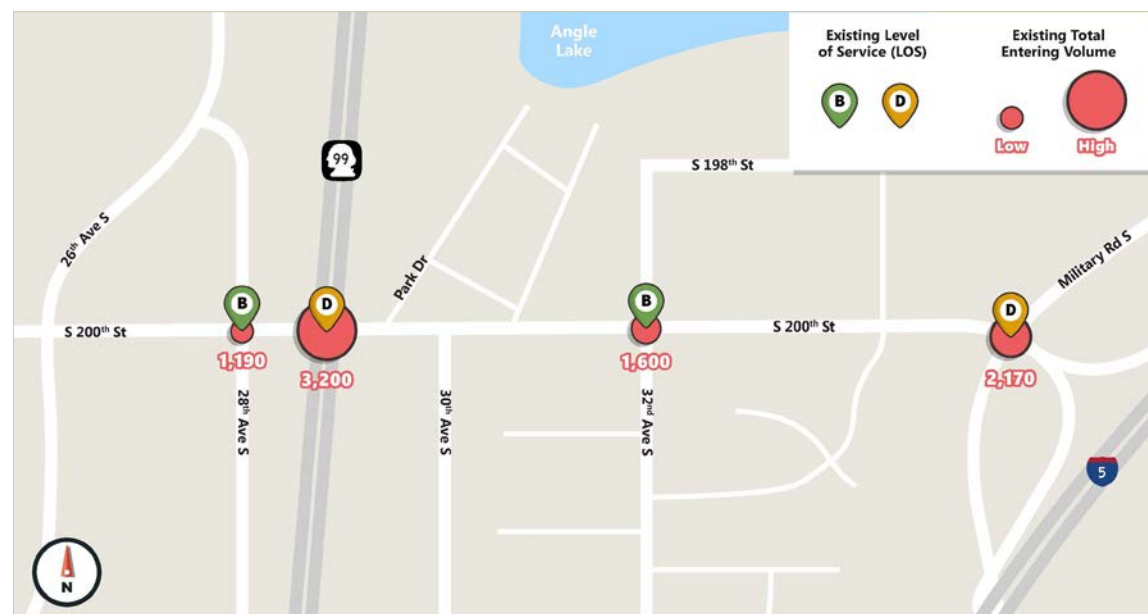 Angle
Lake
Existing Level
of Service (LOS)
B
D
Existing Total
Entering Volume
Low
High
99
S 198th St
26th Ave S
Park Dr
Military Rd S
B
D
B
D
S 200th St
S 200th St
1,190
3,200
1,600
2,170
28th Ave S
30th Ave S
32nd Ave S
5
N